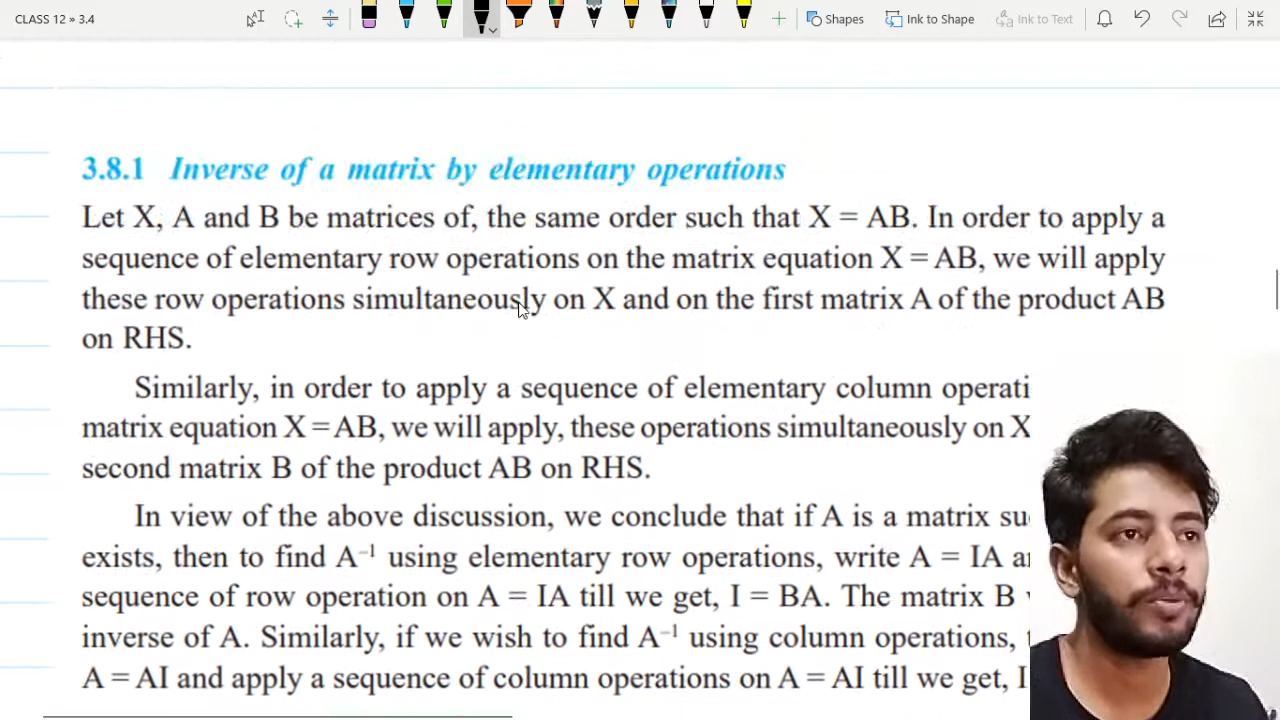 CLASS 12 » 3.4
Shapes
Ink to Shape
Ink to Text
3.8.1 Inverse of a matrix by elementary operations
Let X, A and B be matrices of, the same order such that X = AB. In order to apply a
sequence of elementary row operations on the matrix equation X = AB, we will apply
these row operations simultaneously on X and on the first matrix A of the product AB
on RHS.
Similarly, in order to apply a sequence of elementary column operati
matrix equation X = AB, we will apply, these operations simultaneously on X
second matrix B of the product AB on RHS.
In view of the above discussion, we conclude that if A is a matrix su
exists, then to find A⁻¹ using elementary row operations, write A = IA a
sequence of row operation on A = IA till we get, I = BA. The matrix B
inverse of A. Similarly, if we wish to find A⁻¹ using column operations,
A = AI and apply a sequence of column operations on A = AI till we get, I